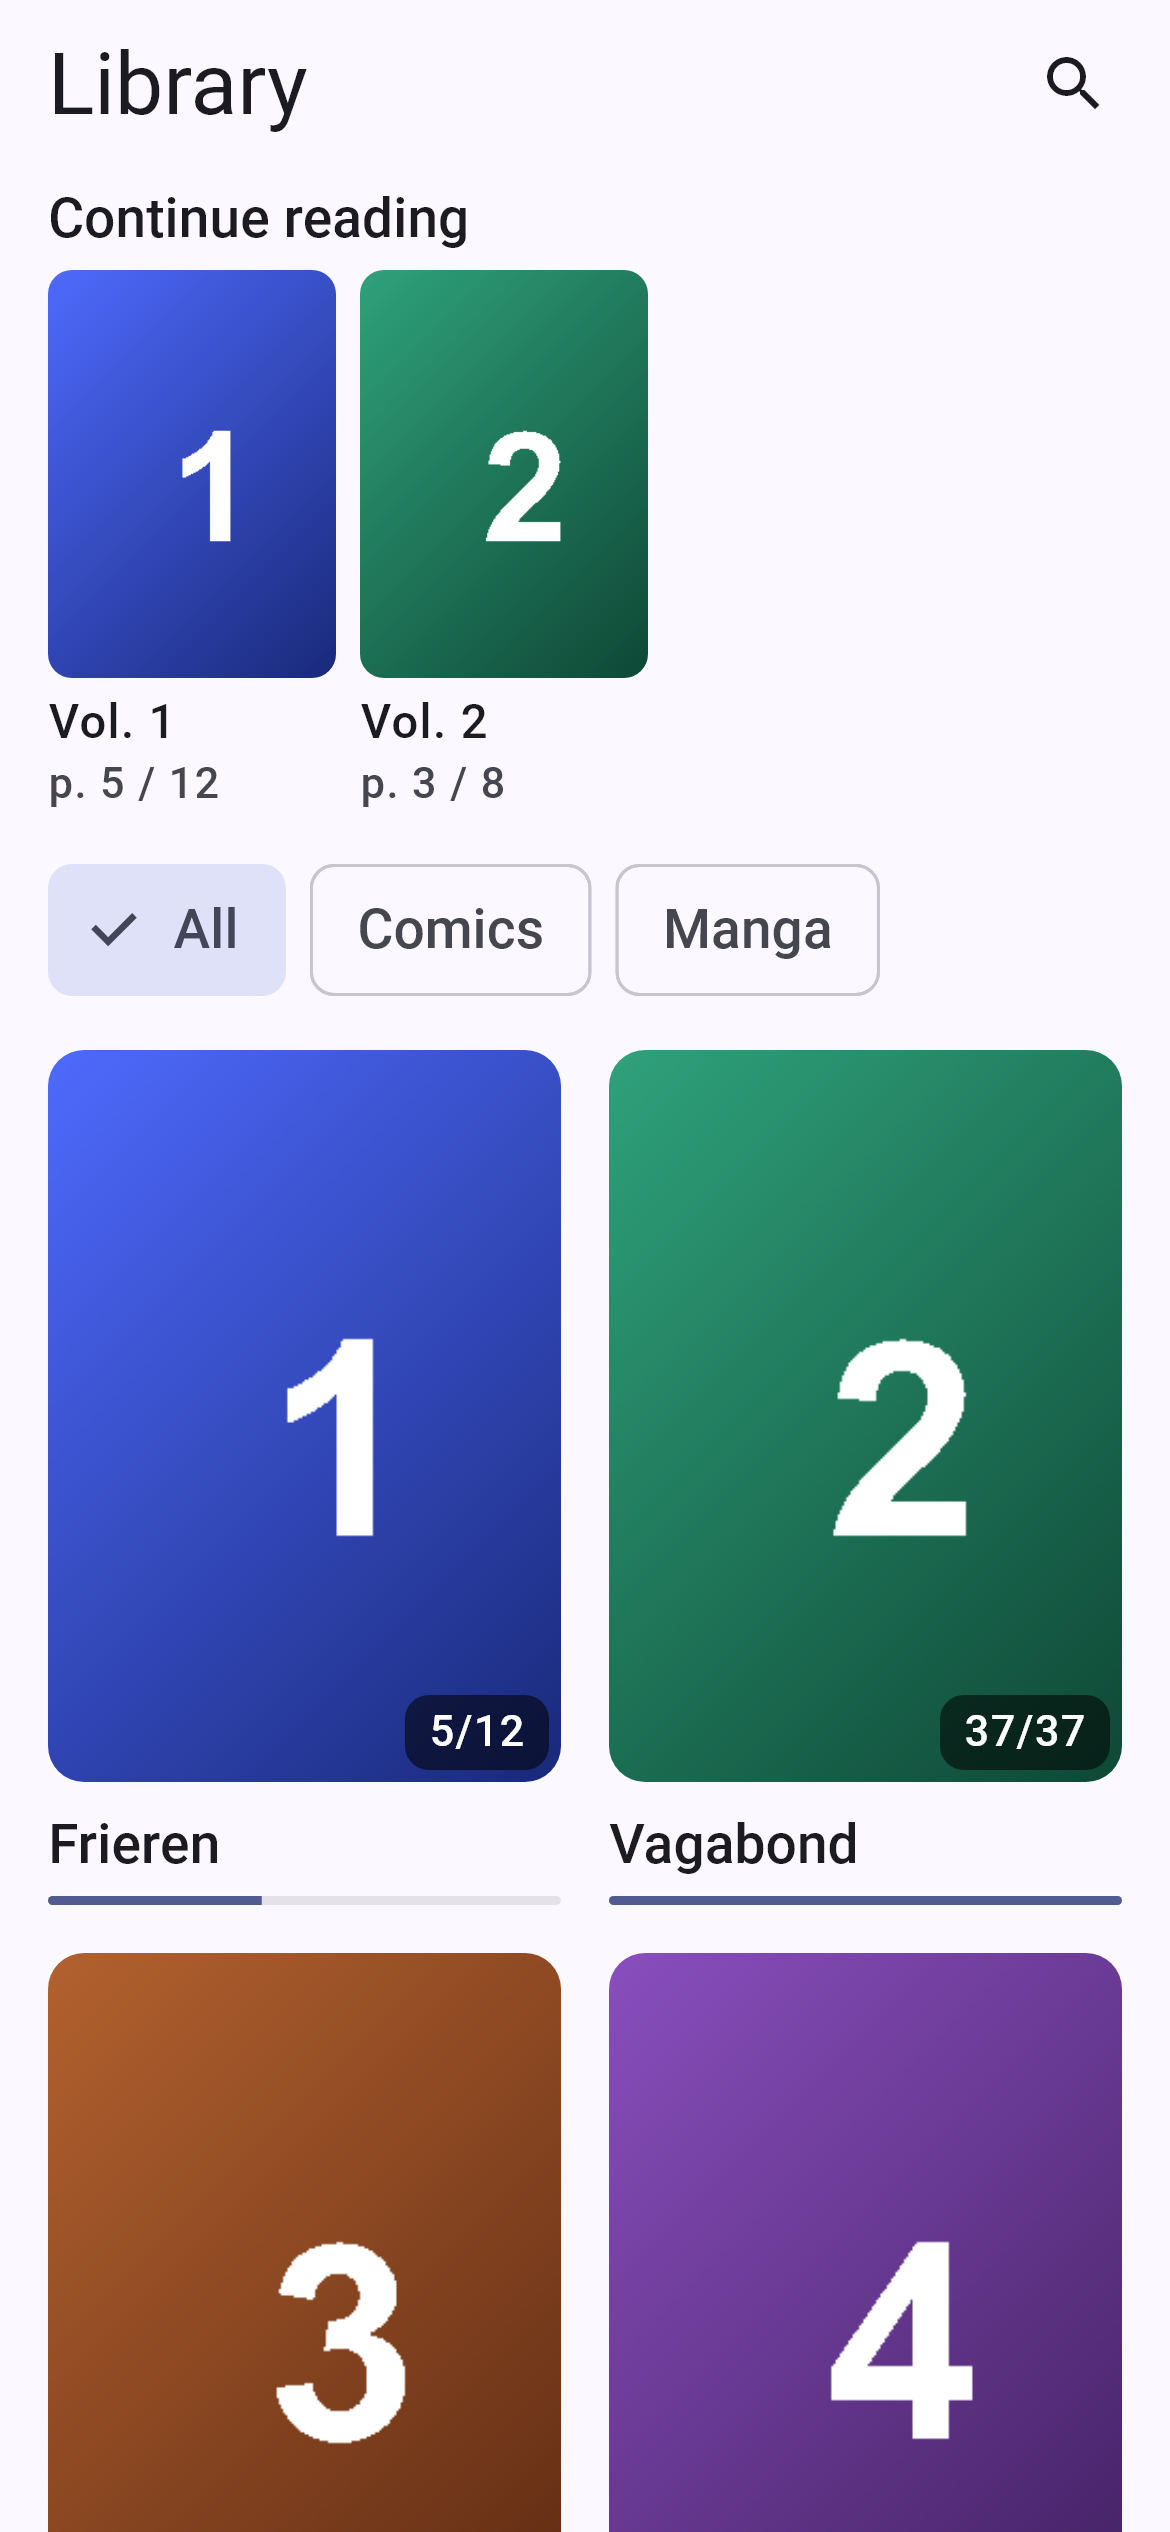 Library
Continue reading
1
2
Vol. 1
Vol. 2
p. 5 / 12
p. 3 / 8
All
Comics
Manga
1
2
5/12
37/37
Frieren
Vagabond
3
4